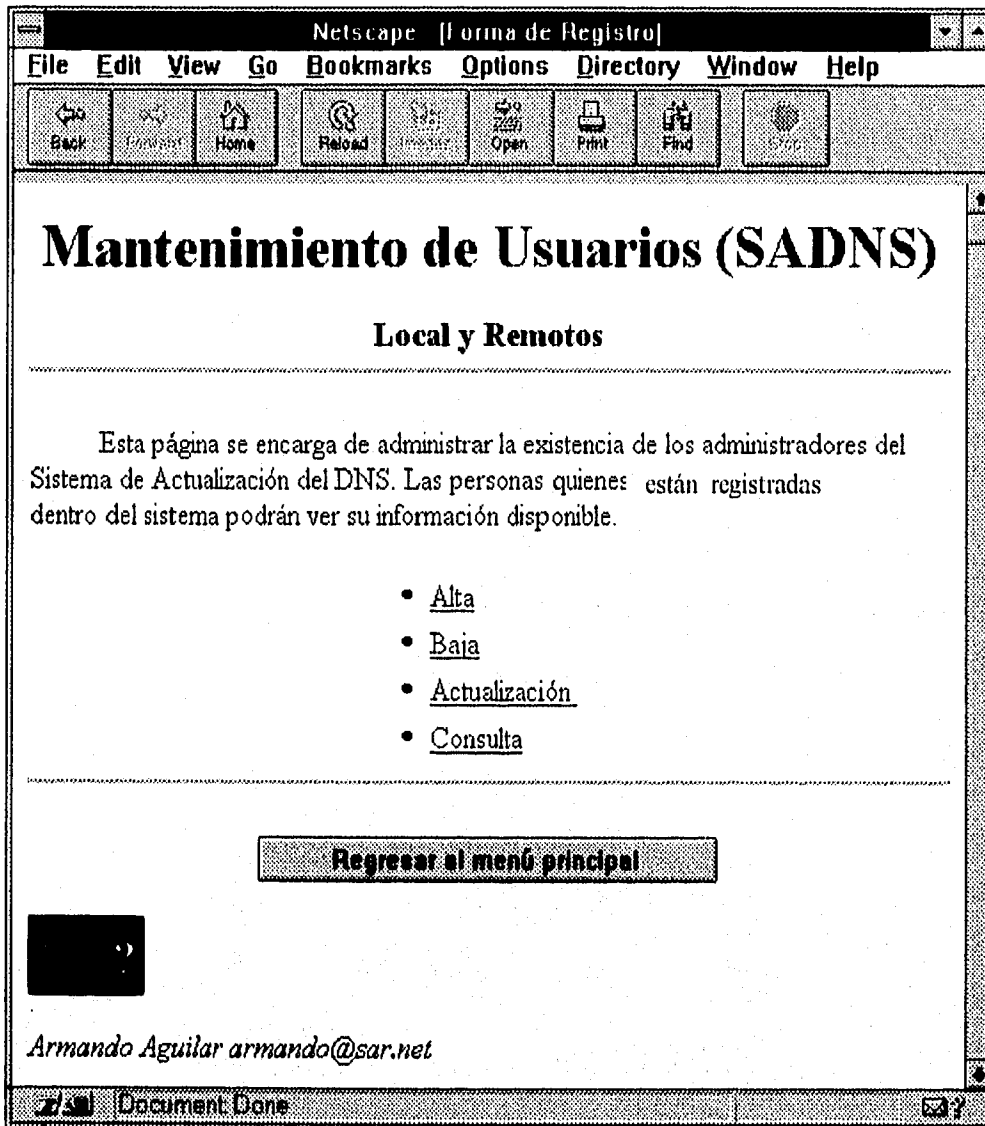 Netscape [Forma de Registro]
File Edit View Go Bookmarks Options Directory Window Help
Back Forward Home Reload Images Open Print Find Stop
Mantenimiento de Usuarios (SADNS)
Local y Remotos
Esta página se encarga de administrar la existencia de los administradores del
Sistema de Actualización del DNS. Las personas quienes están registradas
dentro del sistema podrán ver su información disponible.
• Alta
• Baja
• Actualización
• Consulta
Regresar al menú principal
?
Armando Aguilar armando@sar.net
Document Done